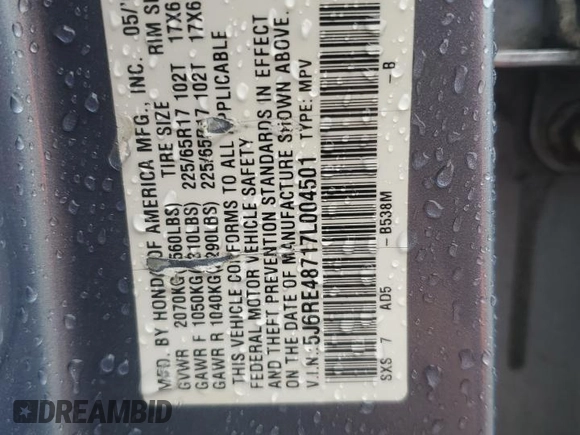 MFD. BY HONDA OF AMERICA MFG., INC. 05/
GVWR 2070KG 560LBS) TIRE SIZE RIM SI
GAWR F 1050KG 310LBS) 225/65R17 102T 17X6
GAWR R 1040KG 290LBS) 225/65R17 102T 17X6
THIS VEHICLE CONFORMS TO ALL APPLICABLE
FEDERAL MOTOR VEHICLE SAFETY
AND THEFT PREVENTION STANDARDS IN EFFECT
ON THE DATE OF MANUFACTURE SHOWN ABOVE.
V.I.N.: 5J6RE48717L004501 TYPE: MPV
SXS - 7 AD5 - B538M - B
DREAMBID